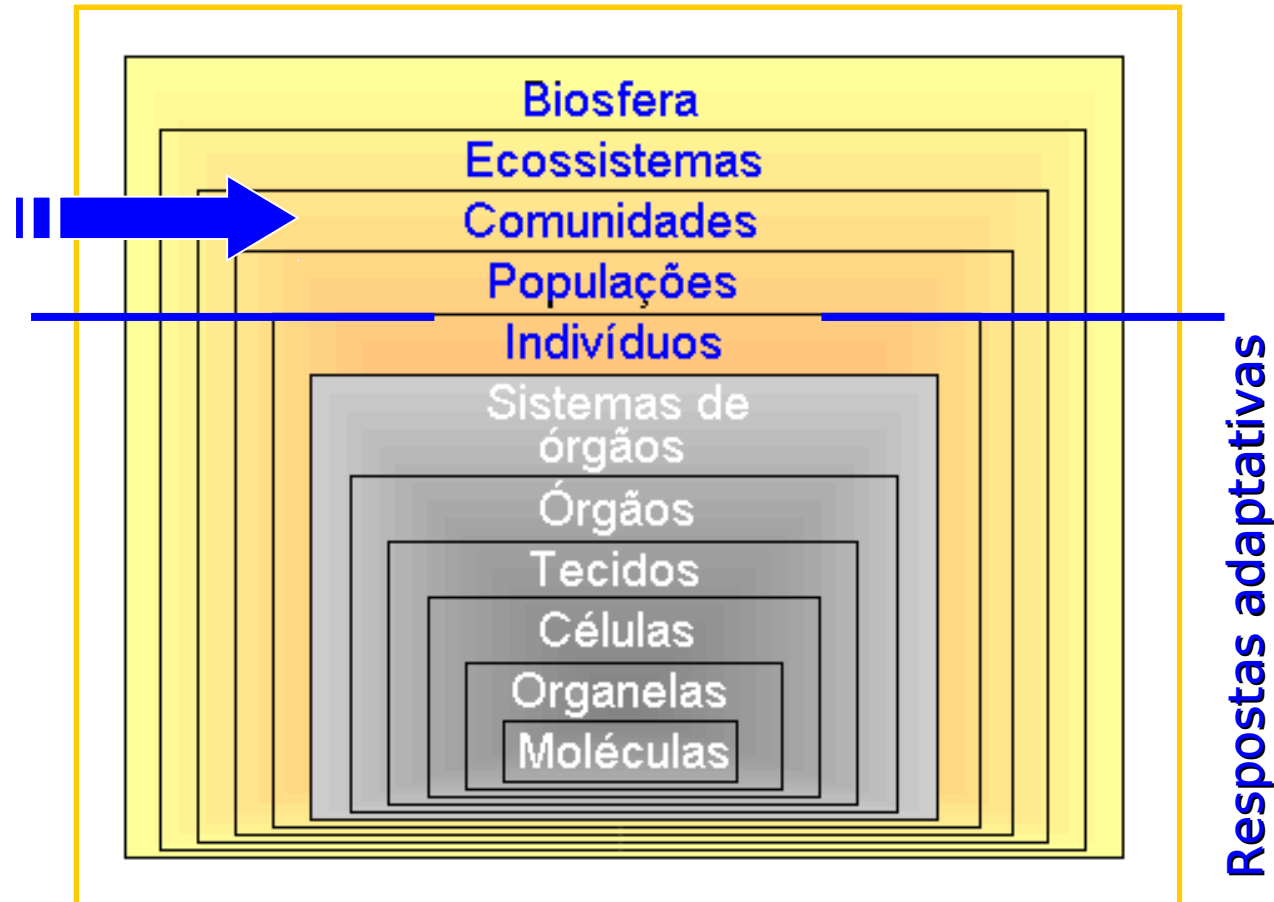 Biosfera
Ecossistemas
Comunidades
Populações
Indivíduos
Sistemas de
órgãos
Órgãos
Tecidos
Células
Organelas
Moléculas
Respostas adaptativas